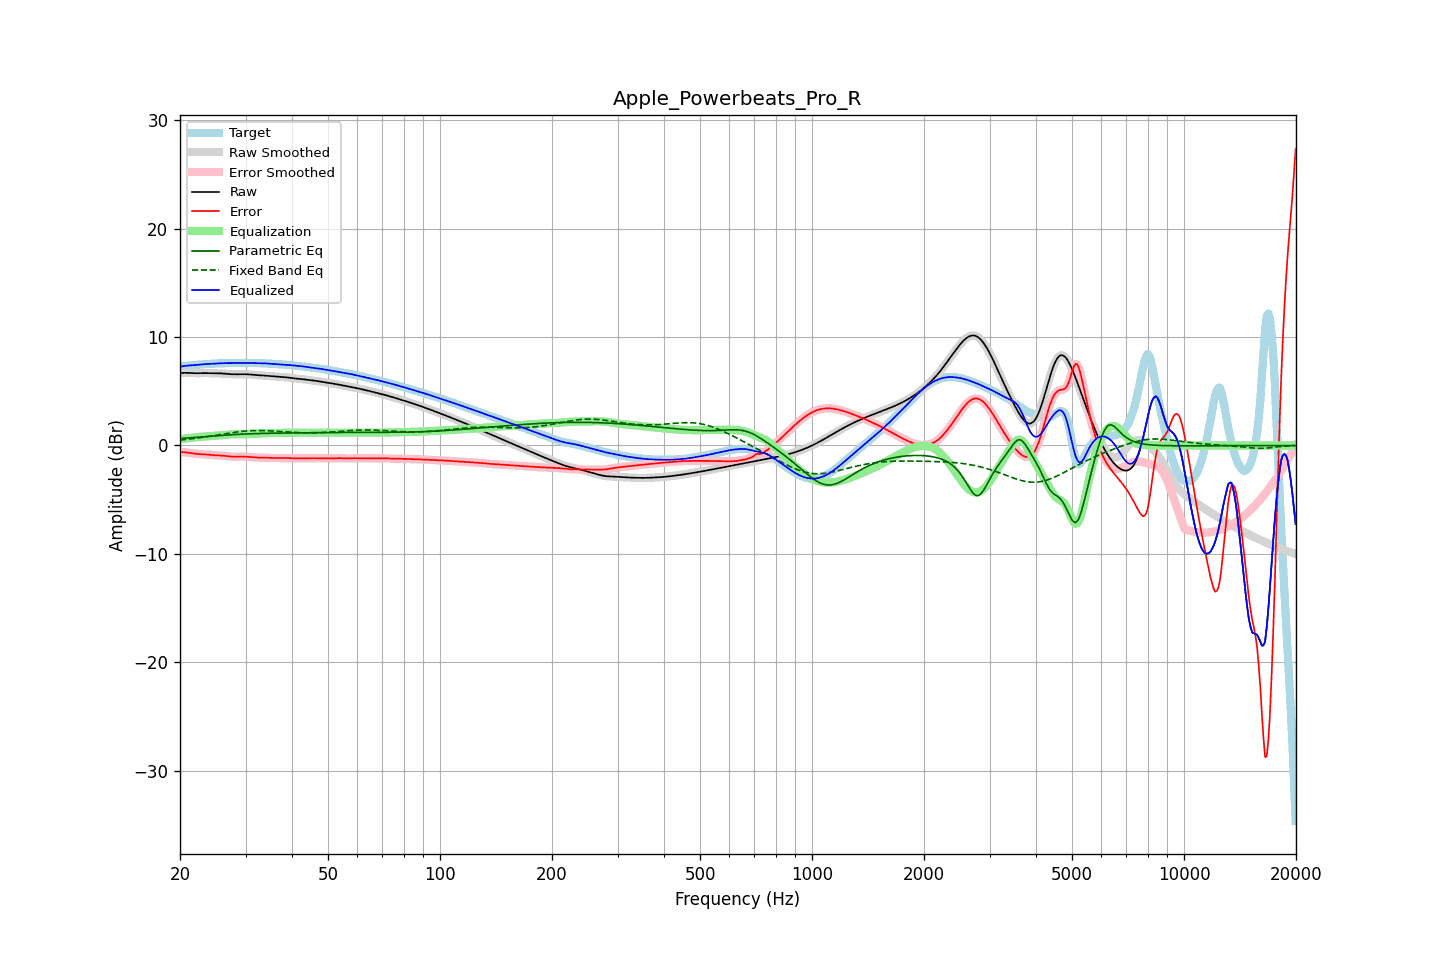 Apple_Powerbeats_Pro_R
Target
Raw Smoothed
Error Smoothed
Raw
Error
Equalization
Parametric Eq
Fixed Band Eq
Equalized
30
20
10
0
−10
−20
−30
Amplitude (dBr)
20
50
100
200
500
1000
2000
5000
10000
20000
Frequency (Hz)